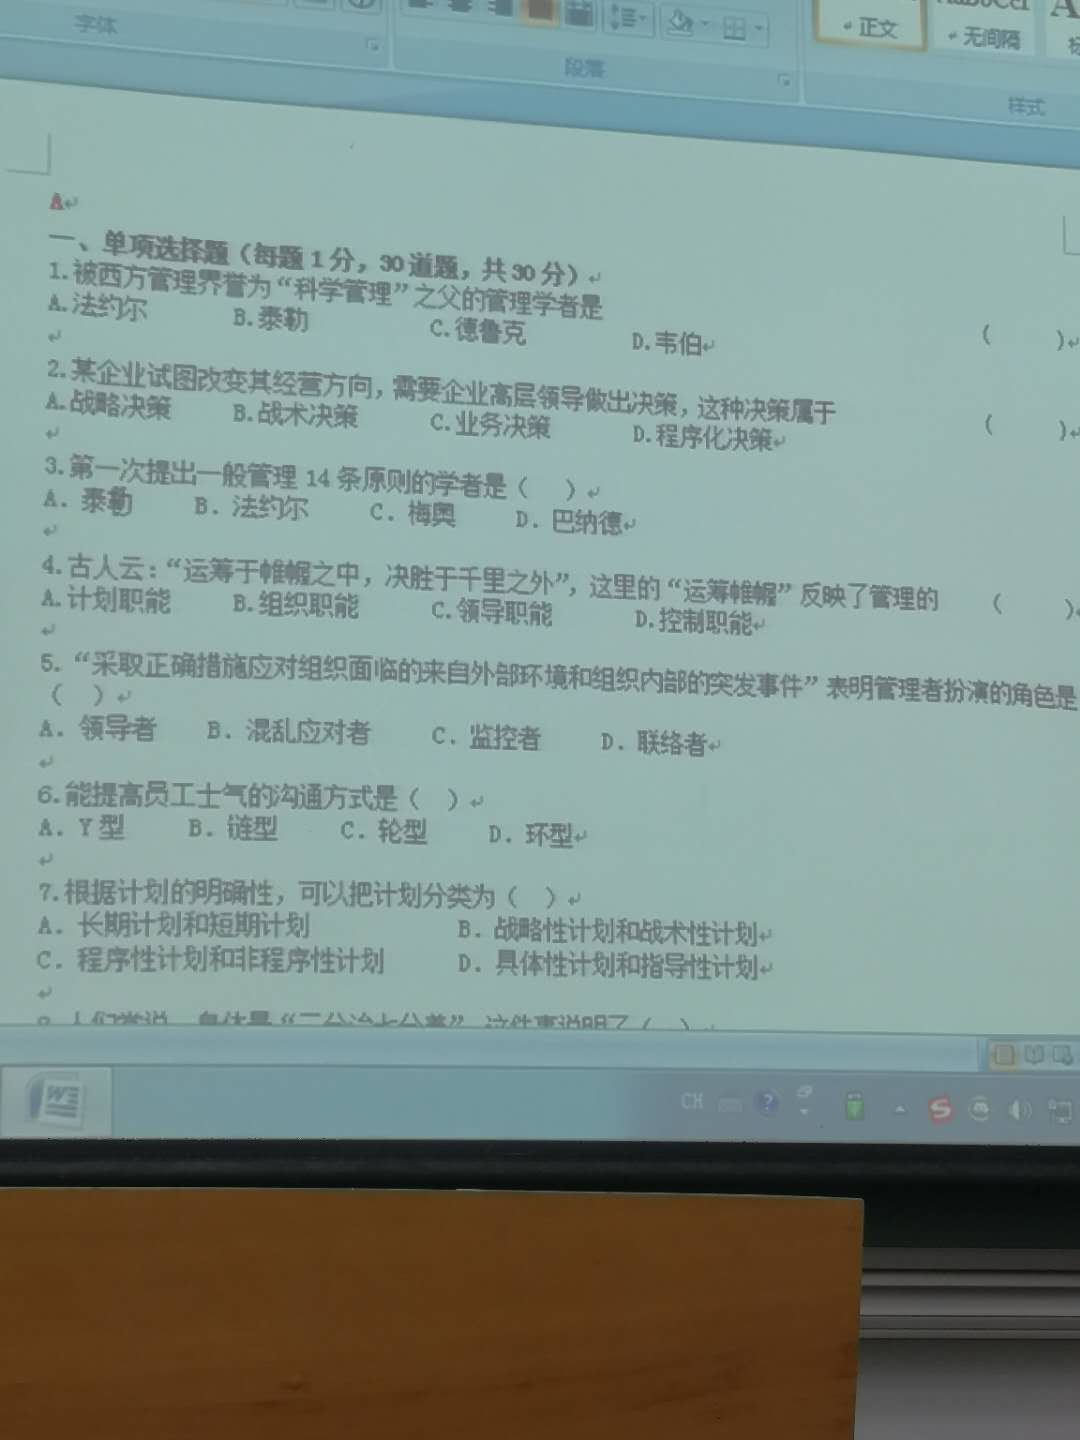 字体
段落
样式
正文
无间隔
A
一、单项选择题（每题1分，30道题，共30分）
1.被西方管理界誉为“科学管理”之父的管理学者是
A.法约尔 B.泰勒 C.德鲁克 D.韦伯 （ ）
2.某企业试图改变其经营方向，需要企业高层领导做出决策，这种决策属于
A.战略决策 B.战术决策 C.业务决策 D.程序化决策 （ ）
3.第一次提出一般管理14条原则的学者是（ ）
A．泰勒 B．法约尔 C．梅奥 D．巴纳德
4.古人云：“运筹于帷幄之中，决胜于千里之外”，这里的“运筹帷幄”反映了管理的 （ ）
A.计划职能 B.组织职能 C.领导职能 D.控制职能
5.“采取正确措施应对组织面临的来自外部环境和组织内部的突发事件”表明管理者扮演的角色是
（ ）
A．领导者 B．混乱应对者 C．监控者 D．联络者
6.能提高员工士气的沟通方式是（ ）
A．Y型 B．链型 C．轮型 D．环型
7.根据计划的明确性，可以把计划分类为（ ）
A．长期计划和短期计划 B．战略性计划和战术性计划
C．程序性计划和非程序性计划 D．具体性计划和指导性计划
CH